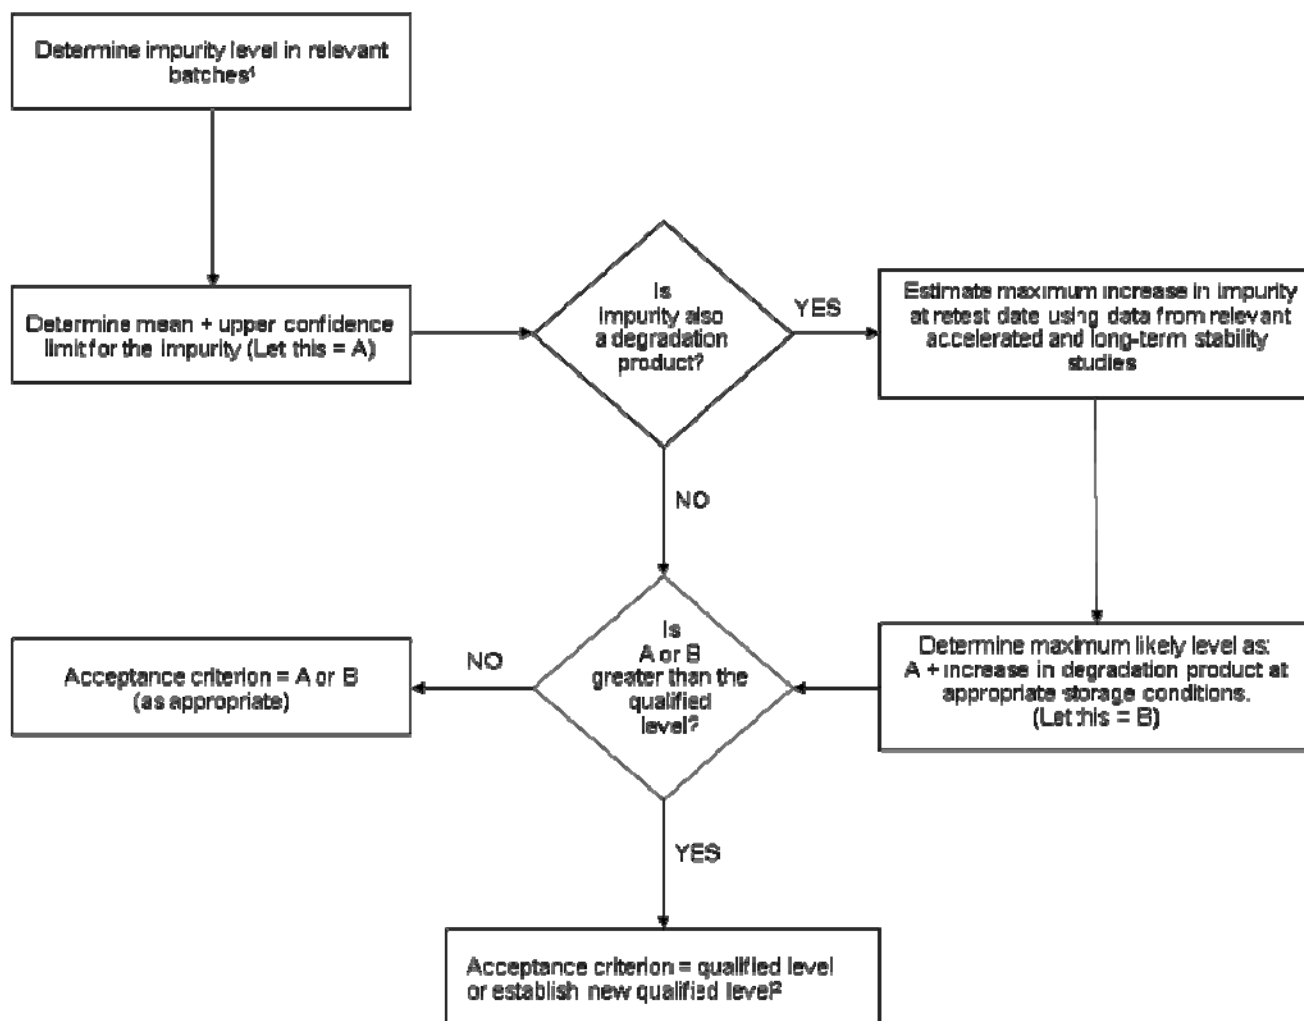 Determine impurity level in relevant
batches¹
Determine mean + upper confidence
limit for the impurity (Let this = A)
Is
impurity also
a degradation
product?
YES
Estimate maximum increase in impurity
at retest date using data from relevant
accelerated and long-term stability
studies
NO
Determine maximum likely level as:
A + increase in degradation product at
appropriate storage conditions.
(Let this = B)
Is
A or B
greater than the
qualified
level?
NO
Acceptance criterion = A or B
(as appropriate)
YES
Acceptance criterion = qualified level
or establish new qualified level²